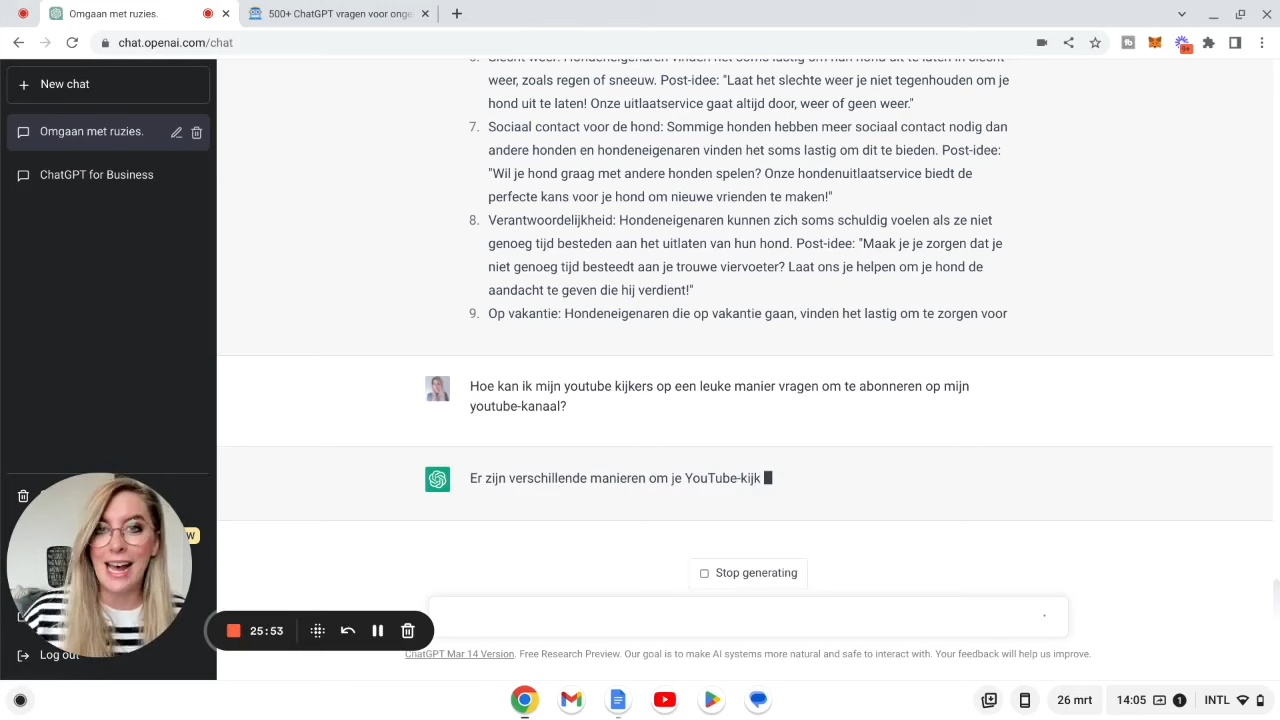 Omgaan met ruzies.
500+ ChatGPT vragen voor onge
chat.openai.com/chat
9+
New chat
Omgaan met ruzies.
ChatGPT for Business
Log out
weer, zoals regen of sneeuw. Post-idee: "Laat het slechte weer je niet tegenhouden om je
hond uit te laten! Onze uitlaatservice gaat altijd door, weer of geen weer."
7. Sociaal contact voor de hond: Sommige honden hebben meer sociaal contact nodig dan
andere honden en hondeneigenaren vinden het soms lastig om dit te bieden. Post-idee:
"Wil je hond graag met andere honden spelen? Onze hondenuitlaatservice biedt de
perfecte kans voor je hond om nieuwe vrienden te maken!"
8. Verantwoordelijkheid: Hondeneigenaren kunnen zich soms schuldig voelen als ze niet
genoeg tijd besteden aan het uitlaten van hun hond. Post-idee: "Maak je je zorgen dat je
niet genoeg tijd besteedt aan je trouwe viervoeter? Laat ons je helpen om je hond de
aandacht te geven die hij verdient!"
9. Op vakantie: Hondeneigenaren die op vakantie gaan, vinden het lastig om te zorgen voor
Hoe kan ik mijn youtube kijkers op een leuke manier vragen om te abonneren op mijn
youtube-kanaal?
Er zijn verschillende manieren om je YouTube-kijk
Stop generating
25:53
ChatGPT Mar 14 Version. Free Research Preview. Our goal is to make AI systems more natural and safe to interact with. Your feedback will help us improve.
26 mrt
14:05
1
INTL